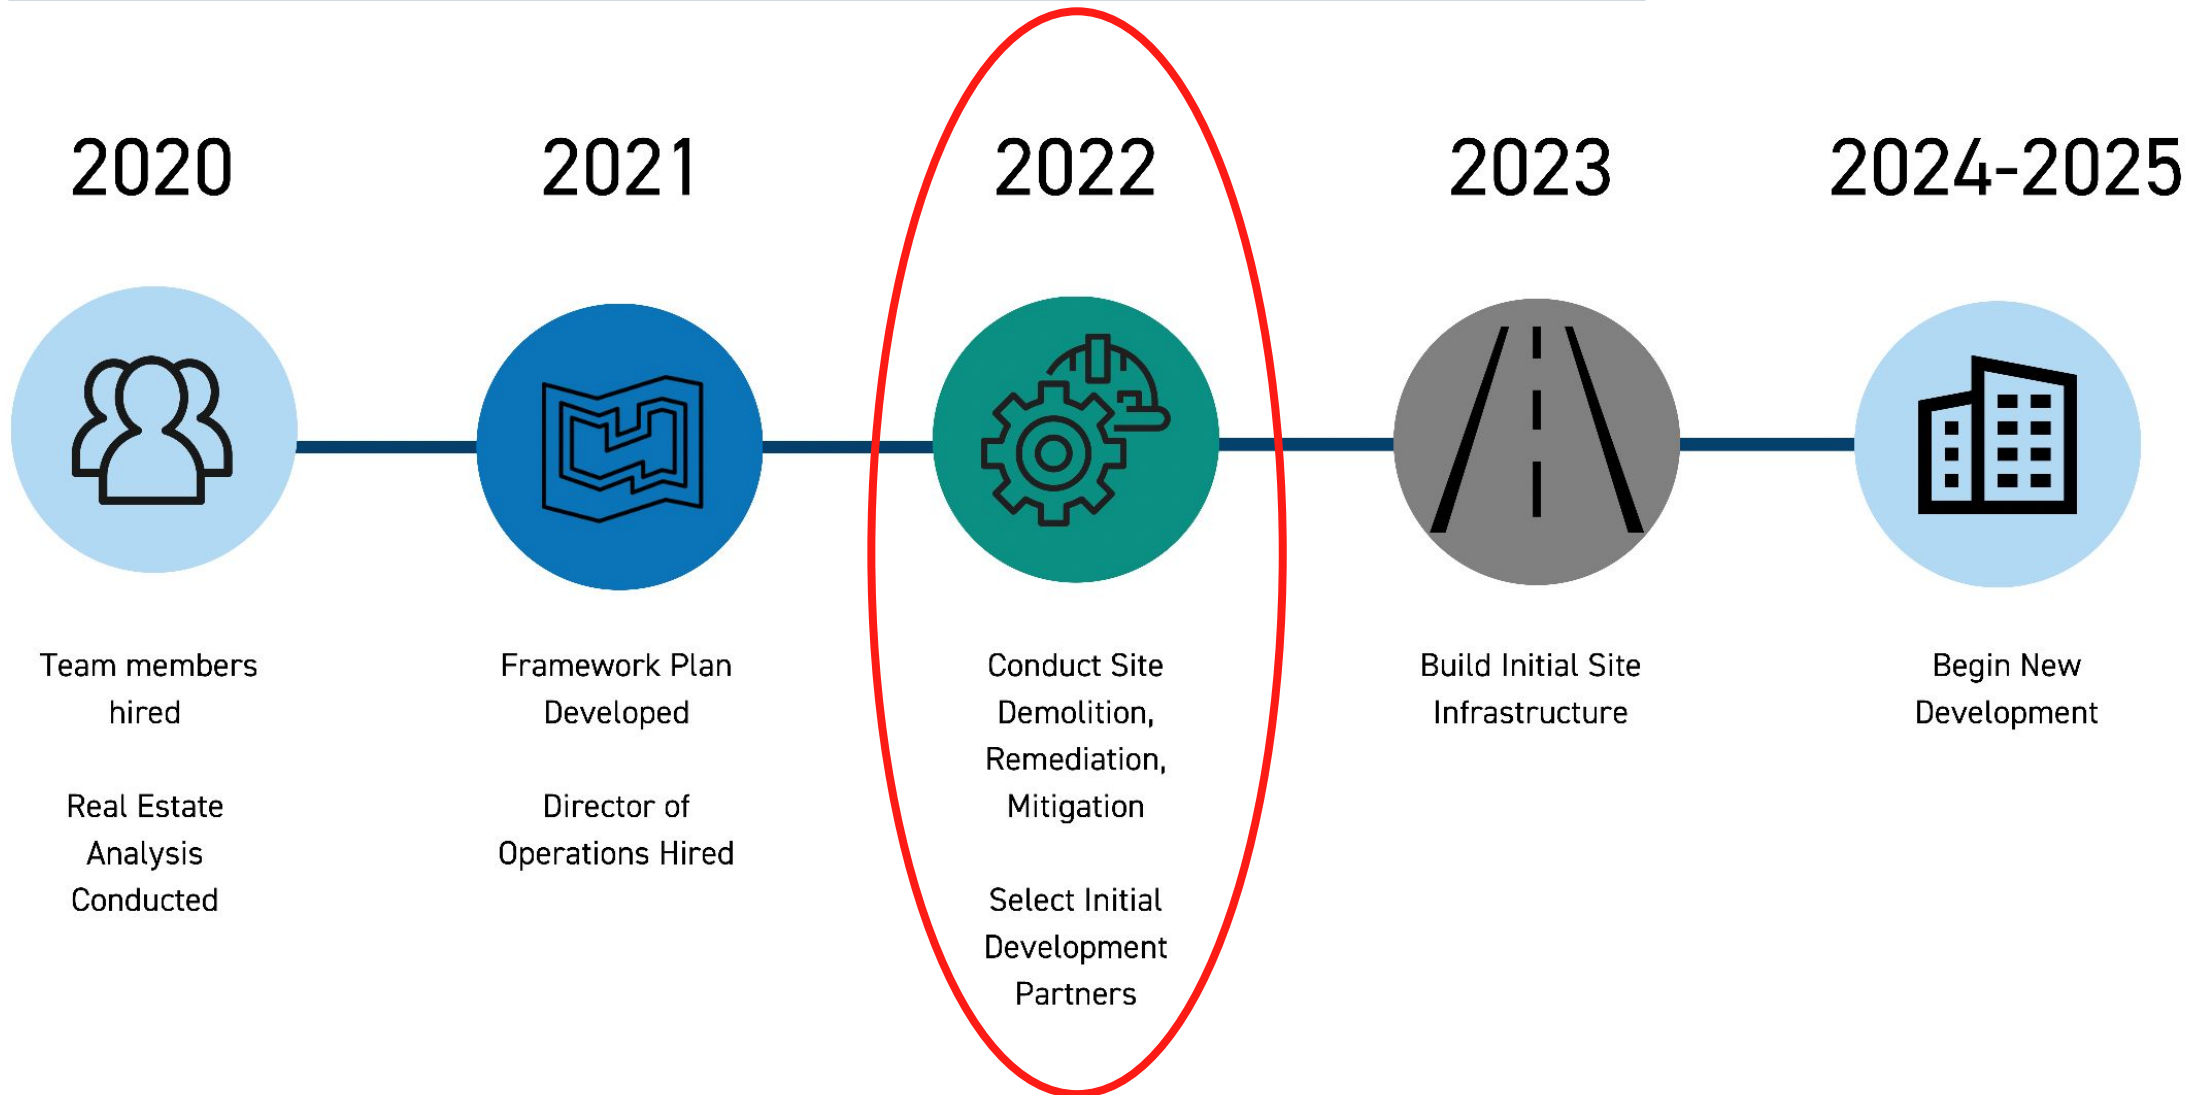 2020
2021
2022
2023
2024-2025
Team members
hired
Real Estate
Analysis
Conducted
Framework Plan
Developed
Director of
Operations Hired
Conduct Site
Demolition,
Remediation,
Mitigation
Select Initial
Development
Partners
Build Initial Site
Infrastructure
Begin New
Development